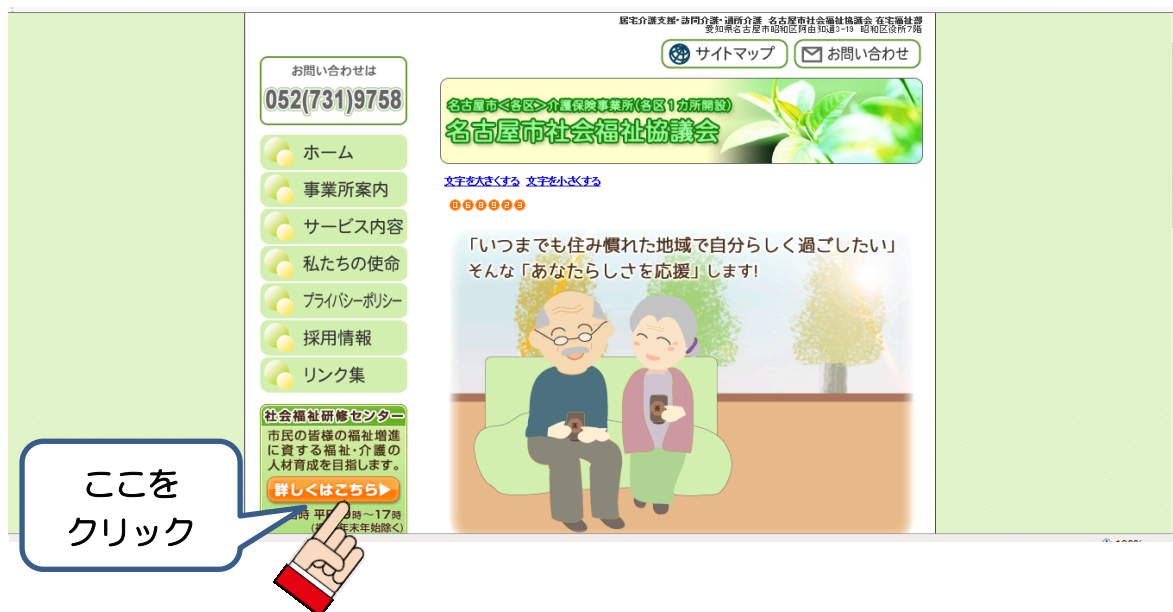 居宅介護支援・訪問介護・通所介護 名古屋市社会福祉協議会 在宅福祉部
愛知県名古屋市昭和区阿由知通3-19 昭和区役所7階
サイトマップ
お問い合わせ
お問い合わせは
052(731)9758
名古屋市<各区>介護保険事業所(各区1カ所開設)
名古屋市社会福祉協議会
ホーム
事業所案内
サービス内容
私たちの使命
プライバシーポリシー
採用情報
リンク集
文字を大きくする 文字を小さくする
068923
「いつまでも住み慣れた地域で自分らしく過ごしたい」
そんな「あなたらしさを応援」します!
社会福祉研修センター
市民の皆様の福祉増進
に資する福祉・介護の
人材育成を目指します。
詳しくはこちら▶
時 平 時～17時
年末年始除く)
ここを
クリック